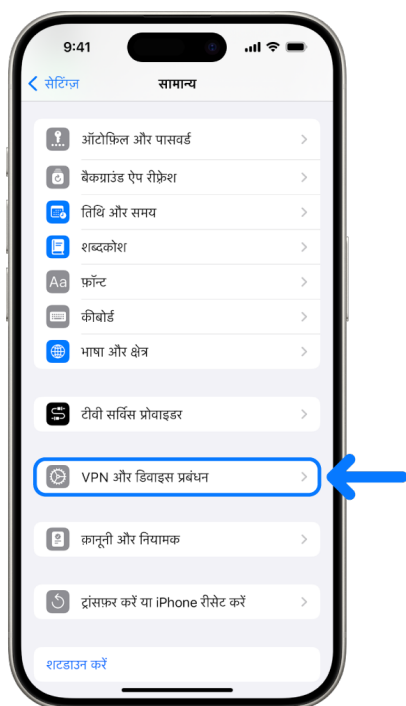 9:41
सेटिंग्ज़ सामान्य
ऑटोफ़िल और पासवर्ड
बैकग्राउंड ऐप रीफ़्रेश
तिथि और समय
शब्दकोश
Aa फ़ॉन्ट
कीबोर्ड
भाषा और क्षेत्र
टीवी सर्विस प्रोवाइडर
VPN और डिवाइस प्रबंधन
क़ानूनी और नियामक
ट्रांसफ़र करें या iPhone रीसेट करें
शटडाउन करें